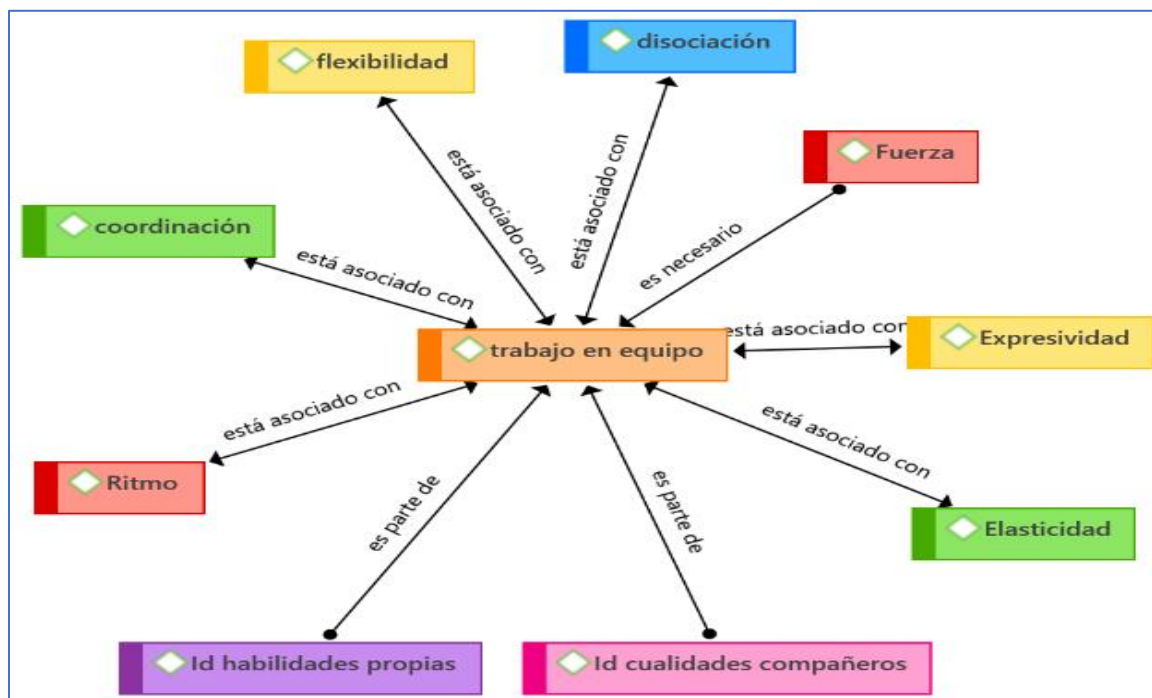 disociación
flexibilidad
Fuerza
está asociado con
está asociado con
coordinación
es necesario
está asociado con
está asociado con
Expresividad
trabajo en equipo
está asociado con
está asociado con
Ritmo
es parte de
es parte de
Elasticidad
Id habilidades propias
Id cualidades compañeros